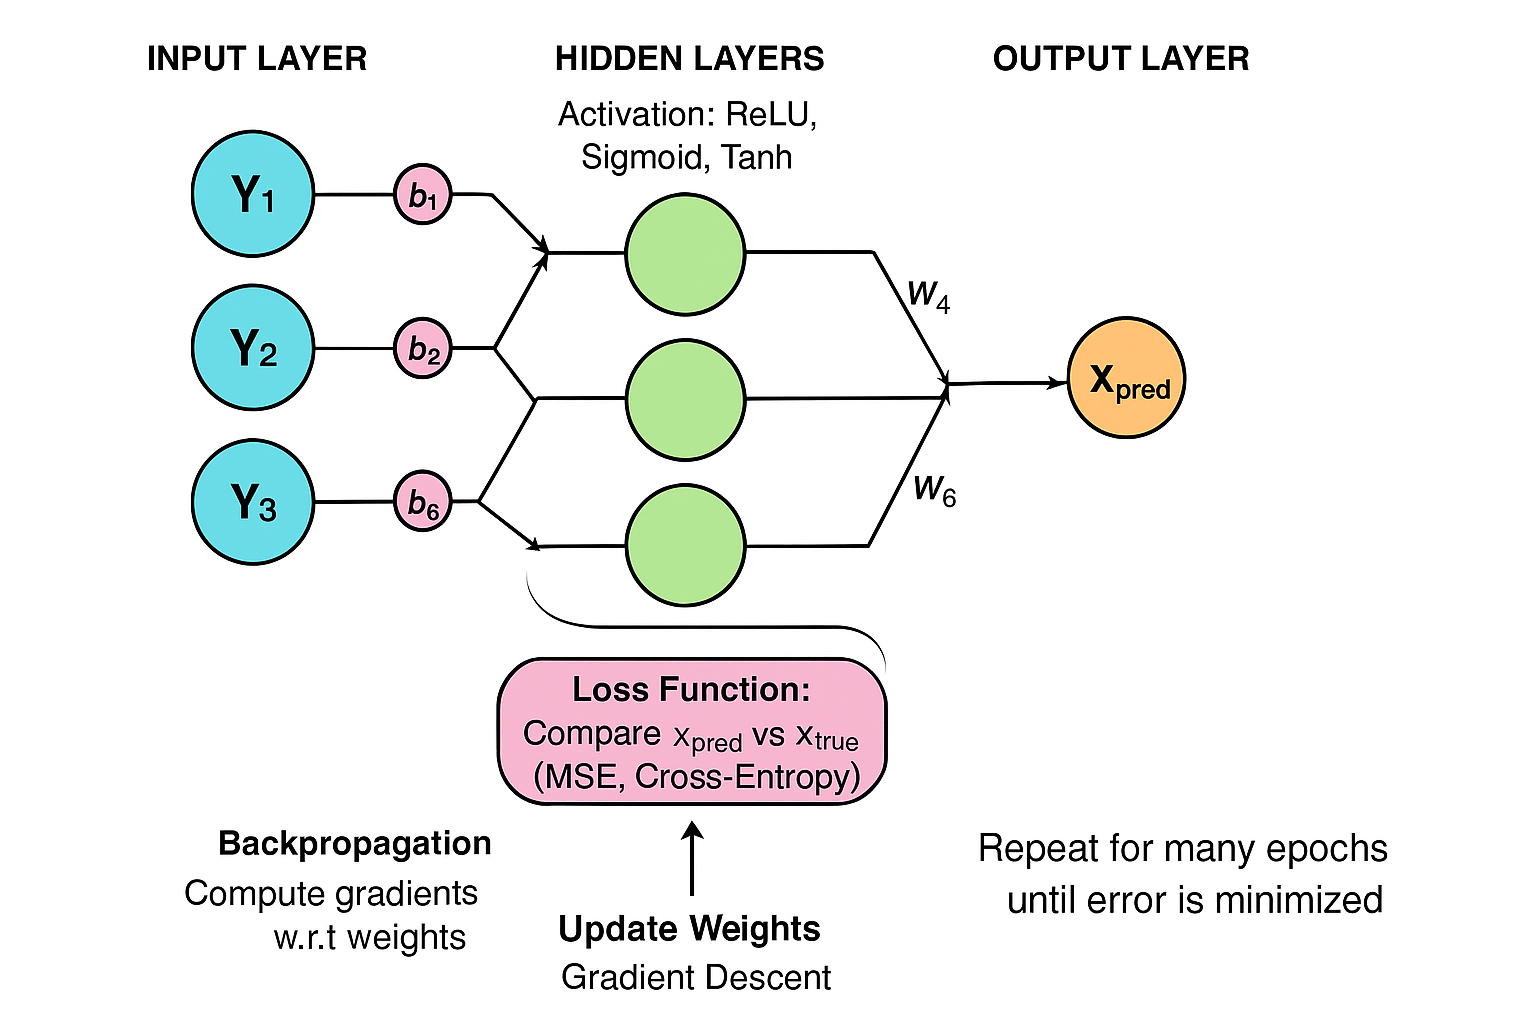 INPUT LAYER
HIDDEN LAYERS
OUTPUT LAYER
Activation: ReLU,
Sigmoid, Tanh
Y1
b1
Y2
b2
Y3
b6
w4
w6
xpred
Loss Function:
Compare xpred vs xtrue
(MSE, Cross-Entropy)
Backpropagation
Compute gradients
w.r.t weights
Update Weights
Gradient Descent
Repeat for many epochs
until error is minimized